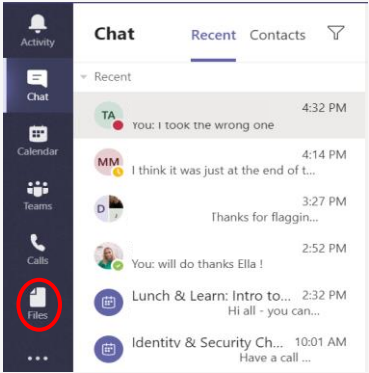 Activity
Chat
Calendar
Teams
Calls
Files
...
Chat Recent Contacts
Recent
TA 4:32 PM
You: I took the wrong one
MM 4:14 PM
I think it was just at the end of t...
D 3:27 PM
Thanks for flaggin...
2:52 PM
You: will do thanks Ella !
Lunch & Learn: Intro to... 2:32 PM
Hi all - you can...
Identity & Security Ch... 10:01 AM
Have a call ...